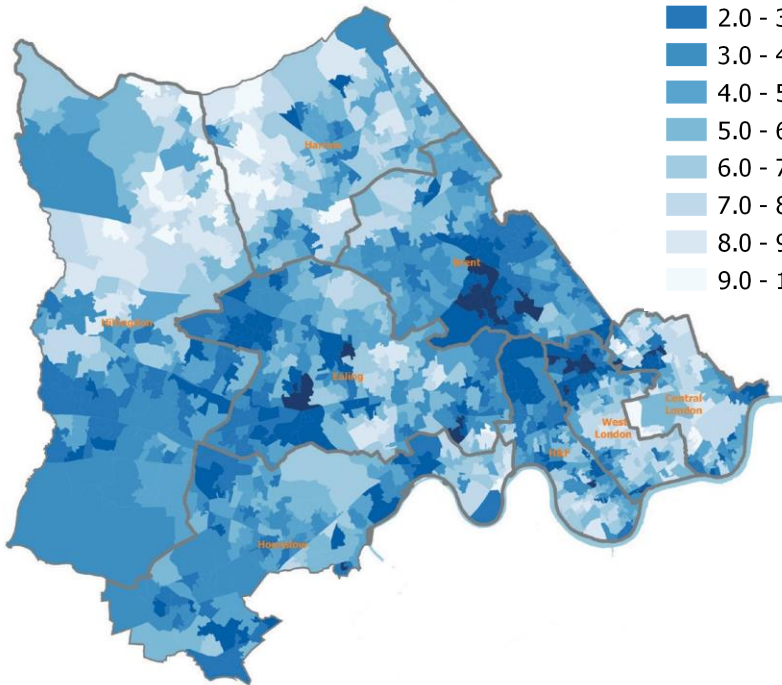 2.0 - 3
3.0 - 4
4.0 - 5
5.0 - 6
6.0 - 7
7.0 - 8
8.0 - 9
9.0 - 1
Harrow
Brent
Hillingdon
Ealing
Central
London
West
London
H&F
Hounslow